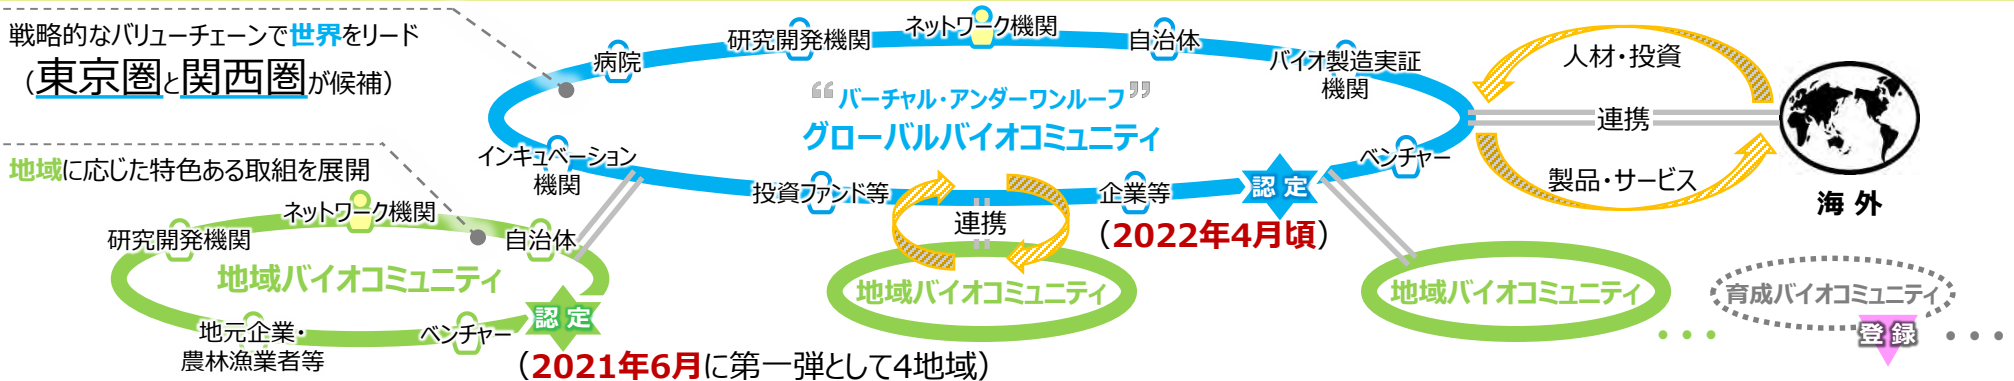 戦略的なバリューチェーンで世界をリード
（東京圏と関西圏が候補）
病院
研究開発機関
ネットワーク機関
自治体
バイオ製造実証
機関
“バーチャル・アンダーワンルーフ”
グローバルバイオコミュニティ
インキュベーション
機関
投資ファンド等
企業等
認定
ベンチャー
（2022年4月頃）
人材・投資
連携
製品・サービス
海外
地域に応じた特色ある取組を展開
ネットワーク機関
研究開発機関
自治体
地域バイオコミュニティ
地元企業・
農林漁業者等
ベンチャー
認定
（2021年6月に第一弾として4地域）
連携
地域バイオコミュニティ
地域バイオコミュニティ
・・・
育成バイオコミュニティ
登録
・・・